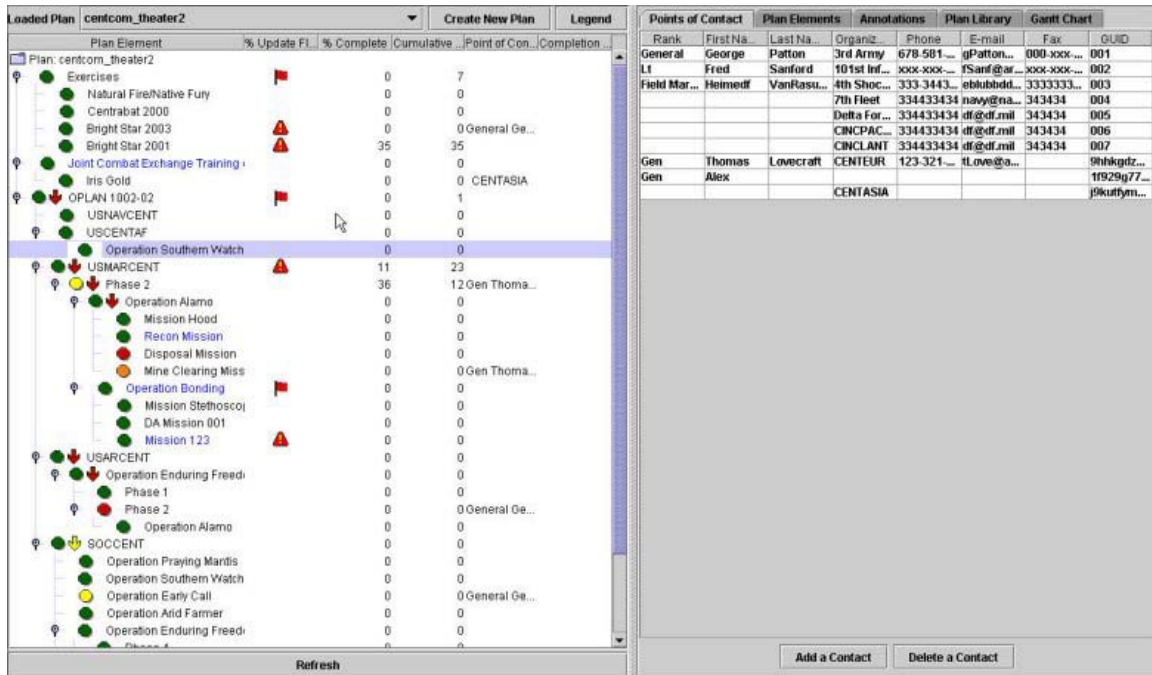 Loaded Plan centcom_theater2 Create New Plan Legend
Plan Element % Update Fl... % Complete Cumulative ... Point of Con... Completion ...
Plan: centcom_theater2
Exercises 0 7
Natural Fire/Native Fury 0 0
Centrabat 2000 0 0
Bright Star 2003 0 0 General Ge...
Bright Star 2001 35 35
Joint Combat Exchange Training 0 0
Iris Gold 0 0 CENTASIA
OPLAN 1002-02 0 1
USNAVCENT 0 0
USCENTAF 0 0
Operation Southern Watch 0 0
USMARCENT 11 23
Phase 2 36 12 Gen Thoma...
Operation Alamo 0 0
Mission Hood 0 0
Recon Mission 0 0
Disposal Mission 0 0
Mine Clearing Miss 0 0 Gen Thoma...
Operation Bonding 0 0
Mission Stethoscop 0 0
DA Mission 001 0 0
Mission 123 0 0
USARCENT 0 0
Operation Enduring Freed 0 0
Phase 1 0 0
Phase 2 0 0 General Ge...
Operation Alamo 0 0
SOCCENT 0 0
Operation Praying Mantis 0 0
Operation Southern Watch 0 0
Operation Early Call 0 0 General Ge...
Operation Arid Farmer 0 0
Operation Enduring Freed 0 0
Refresh
Points of Contact Plan Elements Annotations Plan Library Gantt Chart
Rank First Na... Last Na... Organiz... Phone E-mail Fax GUID
General George Patton 3rd Army 678-581-... gPatton... 000-xxx-... 001
Lt Fred Sanford 101st Inf... xxx-xxx-... fSanf@ar... xxx-xxx-... 002
Field Mar... Heimedf VanRasu... 4th Shoc... 333-3443... eblubbdd... 3333333... 003
7th Fleet 334433434 navy@na... 343434 004
Delta For... 334433434 df@df.mil 343434 005
CINCPAC... 334433434 df@df.mil 343434 006
CINCLANT 334433434 df@df.mil 343434 007
Gen Thomas Lovecraft CENTEUR 123-321-... tLove@a... 9hhkgdz...
Gen Alex 1f929g77...
CENTASIA j9kutfym...
Add a Contact Delete a Contact